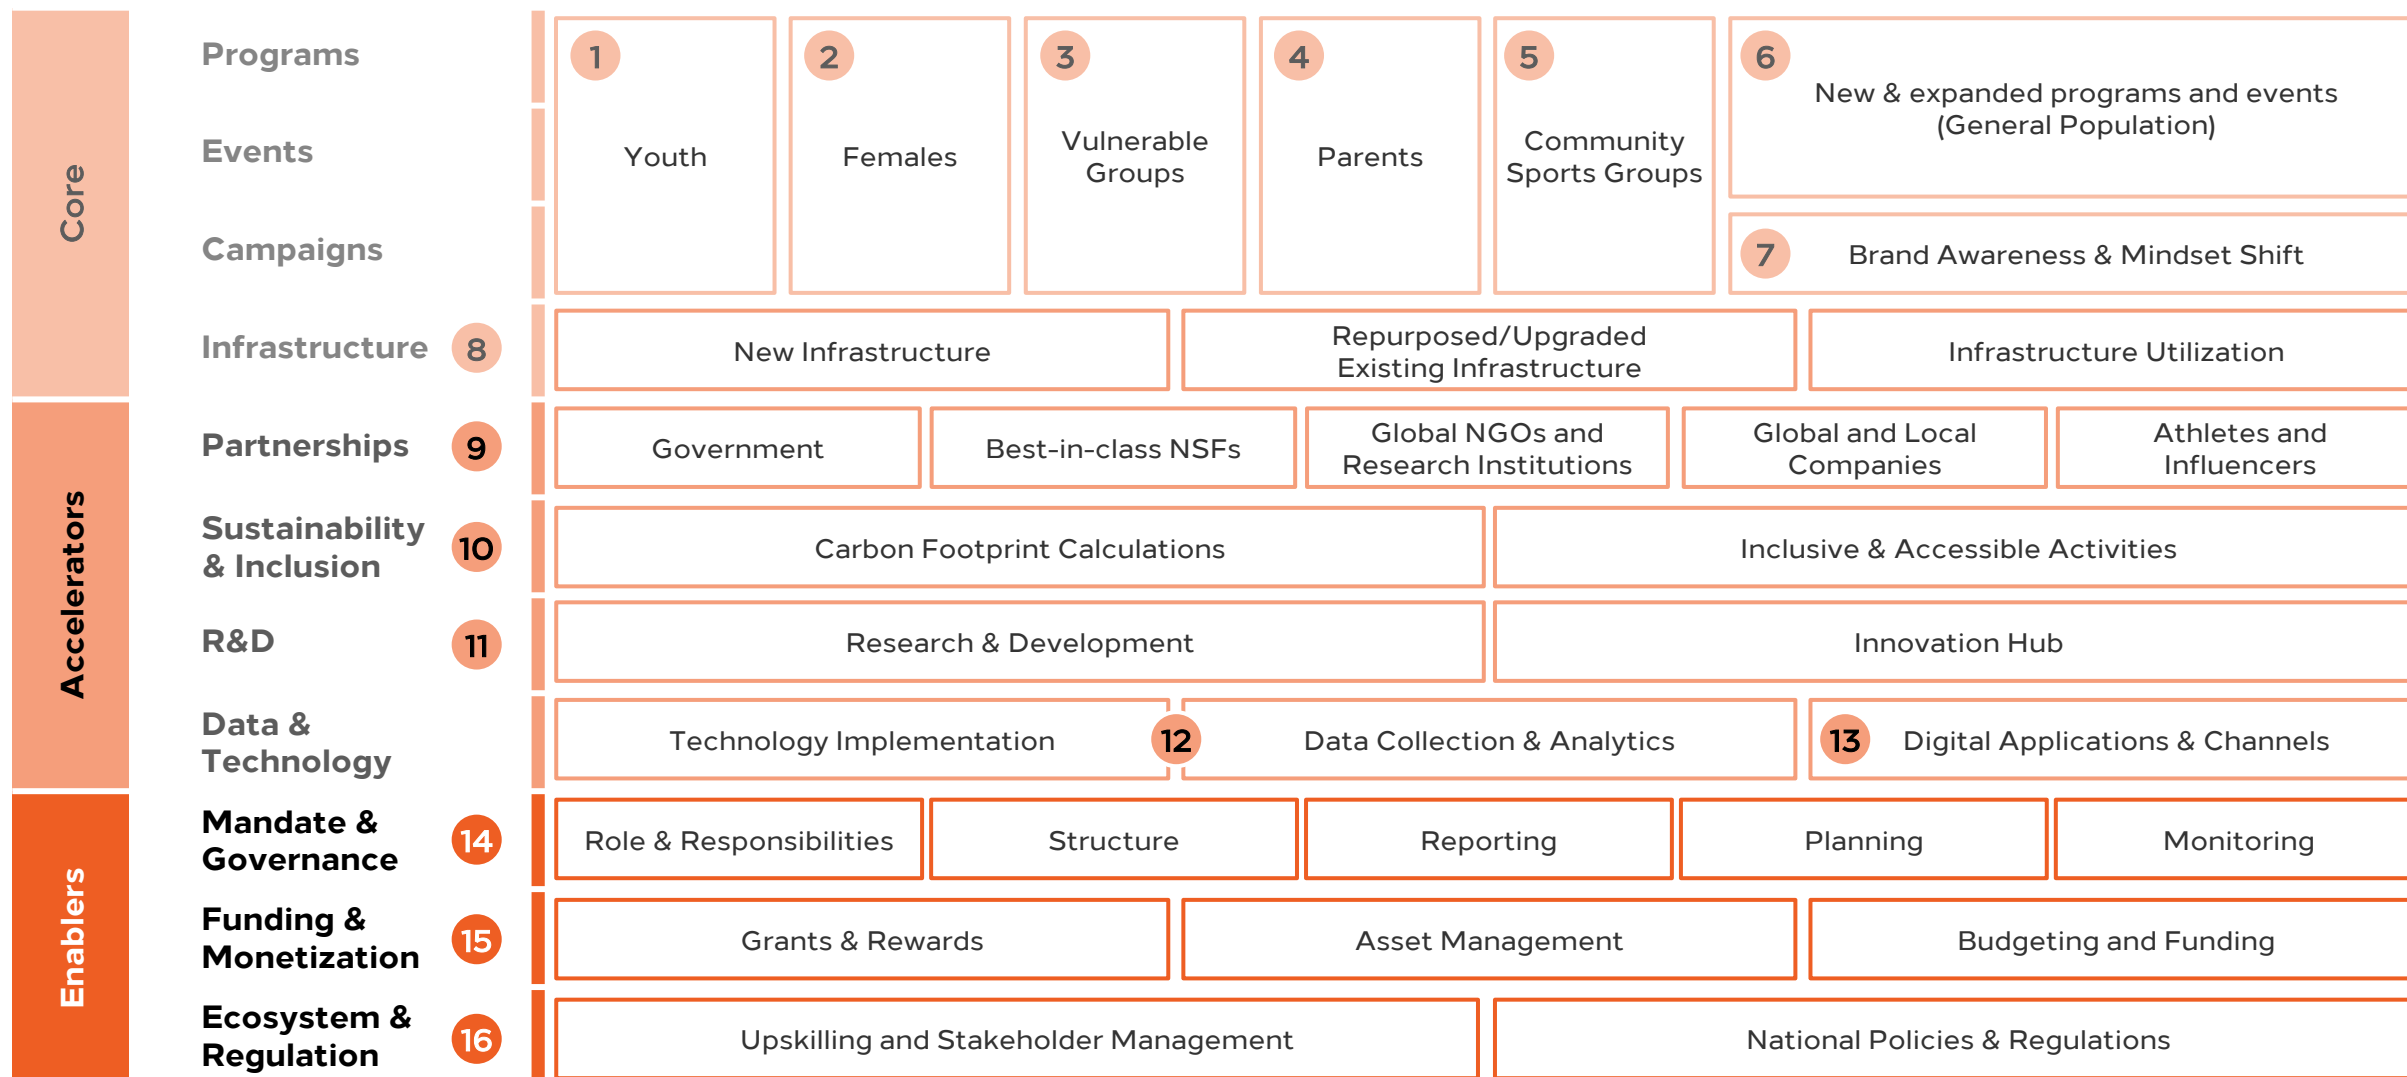 Core
Programs
Events
Campaigns
1
Youth
2
Females
3
Vulnerable
Groups
4
Parents
5
Community
Sports Groups
6
New & expanded programs and events
(General Population)
7
Brand Awareness & Mindset Shift
Infrastructure
8
New Infrastructure
Repurposed/Upgraded
Existing Infrastructure
Infrastructure Utilization
Accelerators
Partnerships
9
Government
Best-in-class NSFs
Global NGOs and
Research Institutions
Global and Local
Companies
Athletes and
Influencers
Sustainability
& Inclusion
10
Carbon Footprint Calculations
Inclusive & Accessible Activities
R&D
11
Research & Development
Innovation Hub
Data &
Technology
Technology Implementation
12
Data Collection & Analytics
13
Digital Applications & Channels
Enablers
Mandate &
Governance
14
Role & Responsibilities
Structure
Reporting
Planning
Monitoring
Funding &
Monetization
15
Grants & Rewards
Asset Management
Budgeting and Funding
Ecosystem &
Regulation
16
Upskilling and Stakeholder Management
National Policies & Regulations